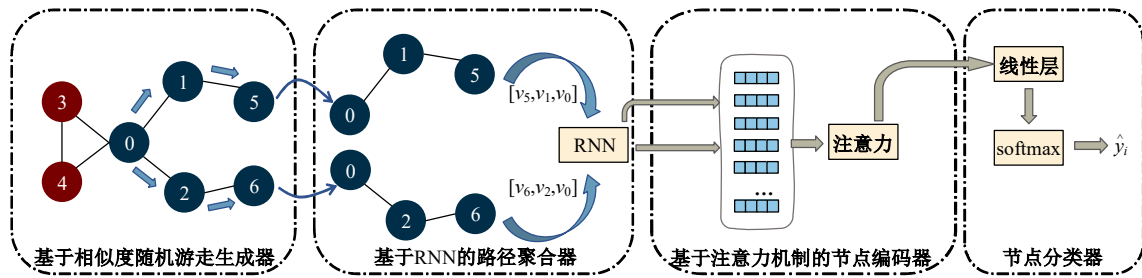 3
4
0
1
5
2
6
基于相似度随机游走生成器
0
1
5
[v5,v1,v0]
0
2
6
[v6,v2,v0]
RNN
基于RNN的路径聚合器
...
注意力
基于注意力机制的节点编码器
线性层
softmax
ŷi
节点分类器